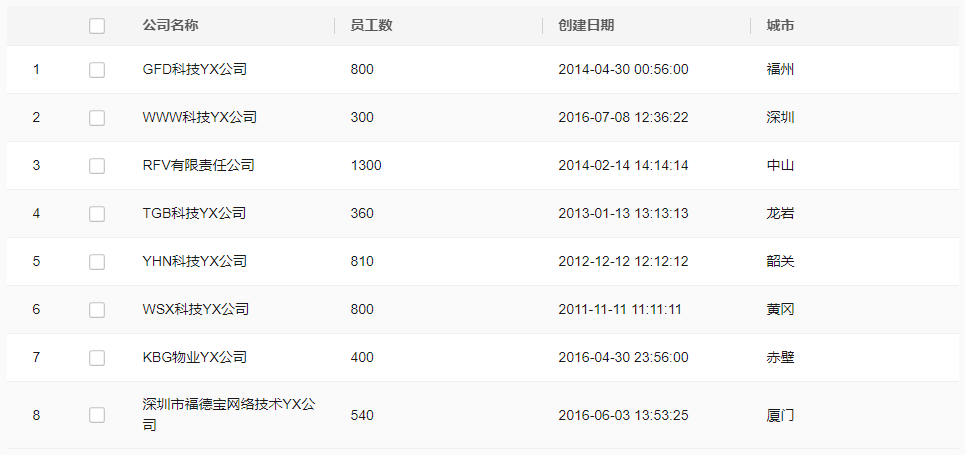 公司名称 员工数 创建日期 城市
1 GFD科技YX公司 800 2014-04-30 00:56:00 福州
2 WWW科技YX公司 300 2016-07-08 12:36:22 深圳
3 RFV有限责任公司 1300 2014-02-14 14:14:14 中山
4 TGB科技YX公司 360 2013-01-13 13:13:13 龙岩
5 YHN科技YX公司 810 2012-12-12 12:12:12 韶关
6 WSX科技YX公司 800 2011-11-11 11:11:11 黄冈
7 KBG物业YX公司 400 2016-04-30 23:56:00 赤壁
8 深圳市福德宝网络技术YX公 540 2016-06-03 13:53:25 厦门
司